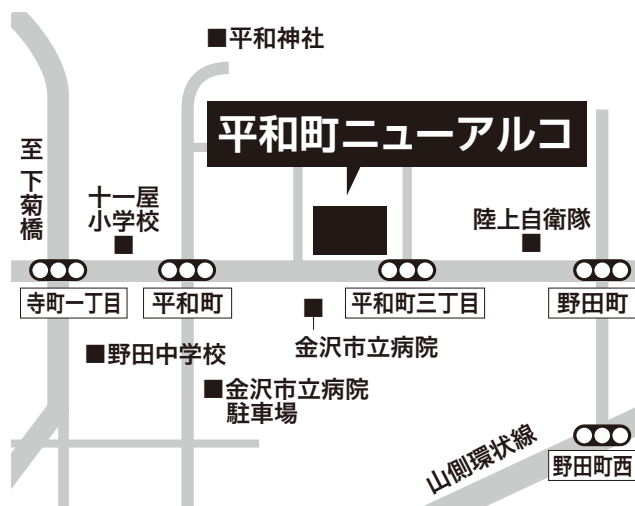 平和神社
平和町ニューアルコ
至 下菊橋
十一屋
小学校
陸上自衛隊
寺町一丁目
平和町
平和町三丁目
野田町
金沢市立病院
野田中学校
金沢市立病院
駐車場
山側環状線
野田町西